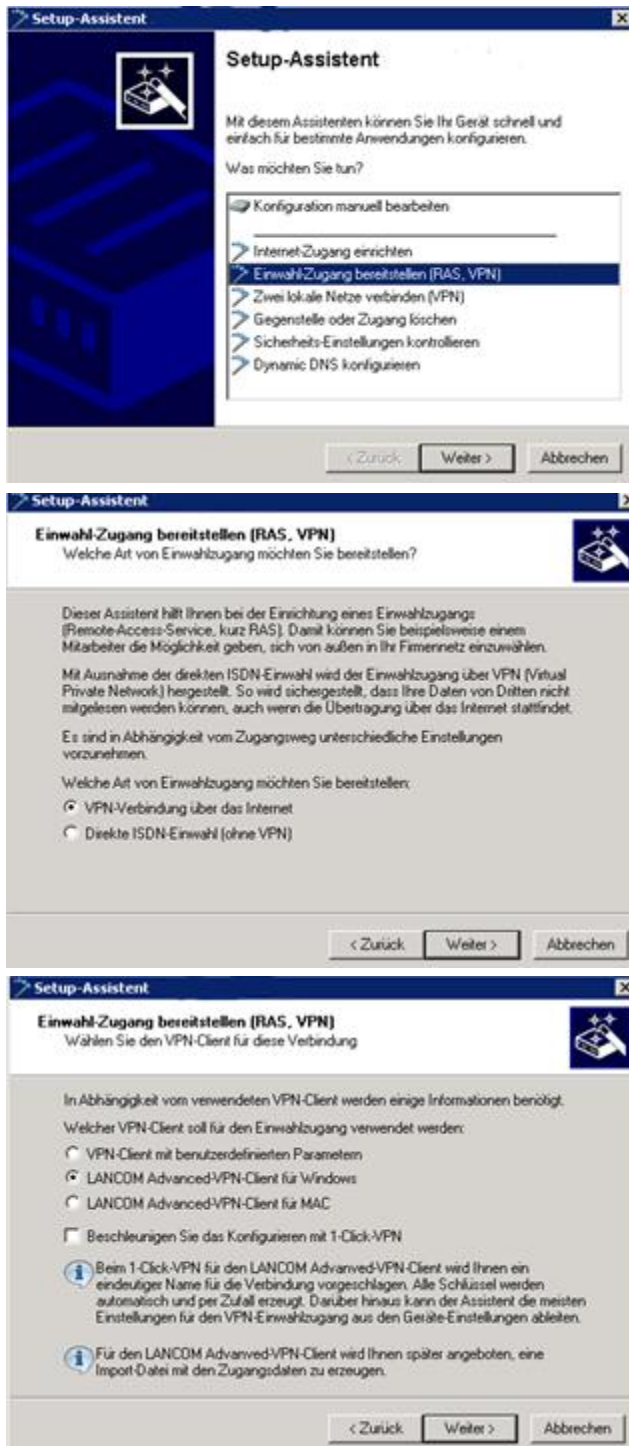 Setup-Assistent
Setup-Assistent
Mit diesem Assistenten können Sie Ihr Gerät schnell und
einfach für bestimmte Anwendungen konfigurieren.
Was möchten Sie tun?
Konfiguration manuell bearbeiten
Internet-Zugang einrichten
Einwahl-Zugang bereitstellen (RAS, VPN)
Zwei lokale Netze verbinden (VPN)
Gegenstelle oder Zugang löschen
Sicherheits-Einstellungen kontrollieren
Dynamic DNS konfigurieren
< Zurück Weiter > Abbrechen
Setup-Assistent
Einwahl-Zugang bereitstellen (RAS, VPN)
Welche Art von Einwahlzugang möchten Sie bereitstellen?
Dieser Assistent hilft Ihnen bei der Einrichtung eines Einwahlzugangs
(Remote-Access-Service, kurz RAS). Damit können Sie beispielsweise einem
Mitarbeiter die Möglichkeit geben, sich von außen in Ihr Firmennetz einzuwählen.
Mit Ausnahme der direkten ISDN-Einwahl wird der Einwahlzugang über VPN (Virtual
Private Network) hergestellt. So wird sichergestellt, dass Ihre Daten von Dritten nicht
mitgelesen werden können, auch wenn die Übertragung über das Internet stattfindet.
Es sind in Abhängigkeit vom Zugangsweg unterschiedliche Einstellungen
vorzunehmen.
Welche Art von Einwahlzugang möchten Sie bereitstellen:
VPN-Verbindung über das Internet
Direkte ISDN-Einwahl (ohne VPN)
< Zurück Weiter > Abbrechen
Setup-Assistent
Einwahl-Zugang bereitstellen (RAS, VPN)
Wählen Sie den VPN-Client für diese Verbindung
In Abhängigkeit vom verwendeten VPN-Client werden einige Informationen benötigt.
Welcher VPN-Client soll für den Einwahlzugang verwendet werden:
VPN-Client mit benutzerdefinierten Parametern
LANCOM Advanced-VPN-Client für Windows
LANCOM Advanced-VPN-Client für MAC
Beschleunigen Sie das Konfigurieren mit 1-Click-VPN
Beim 1-Click-VPN für den LANCOM Advanved-VPN-Client wird Ihnen ein
eindeutiger Name für die Verbindung vorgeschlagen. Alle Schlüssel werden
automatisch und per Zufall erzeugt. Darüber hinaus kann der Assistent die meisten
Einstellungen für den VPN-Einwahlzugang aus den Geräte-Einstellungen ableiten.
Für den LANCOM Advanved-VPN-Client wird Ihnen später angeboten, eine
Import-Datei mit den Zugangsdaten zu erzeugen.
< Zurück Weiter > Abbrechen